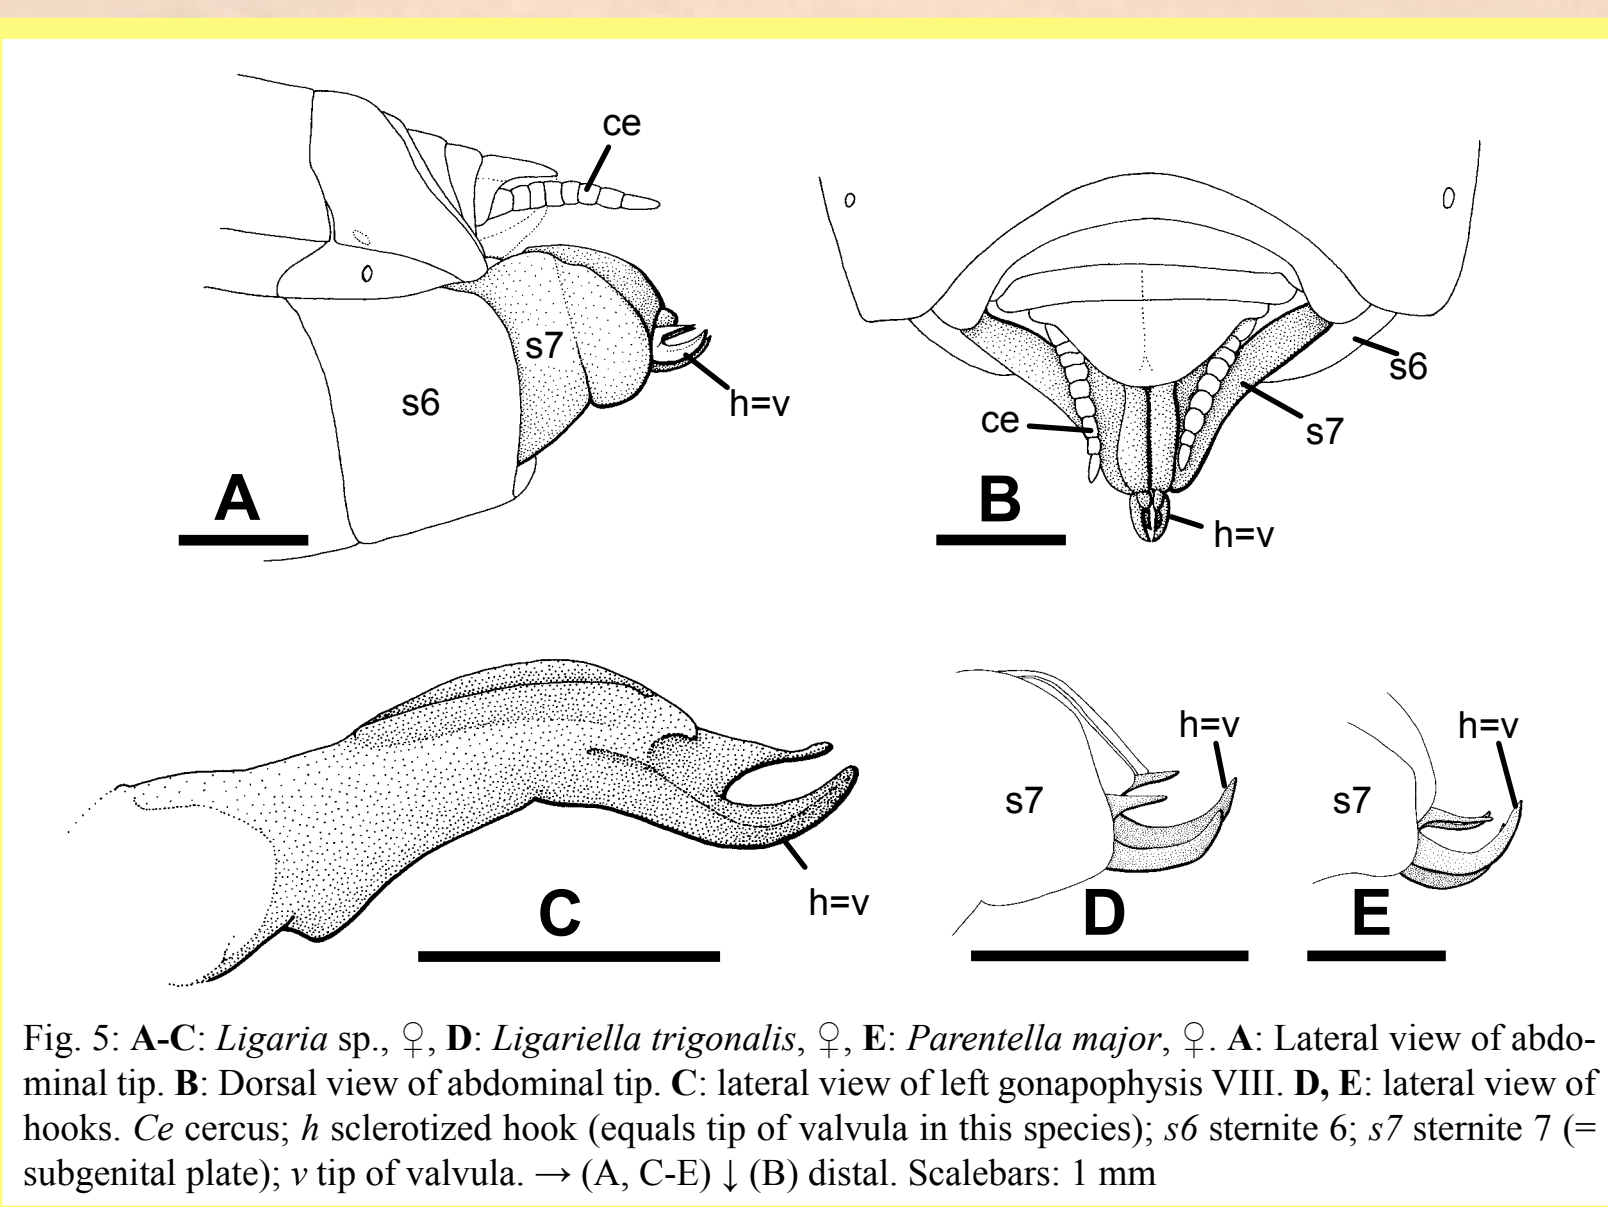 ce
s7
s6
h=v
A
s6
ce
s7
B
h=v
h=v
C
h=v
s7
D
h=v
s7
E
Fig. 5: A-C: Ligaria sp., ♀, D: Ligariella trigonalis, ♀, E: Parentella major, ♀. A: Lateral view of abdo-
minal tip. B: Dorsal view of abdominal tip. C: lateral view of left gonapophysis VIII. D, E: lateral view of
hooks. Ce cercus; h sclerotized hook (equals tip of valvula in this species); s6 sternite 6; s7 sternite 7 (=
subgenital plate); v tip of valvula. → (A, C-E) ↓ (B) distal. Scalebars: 1 mm